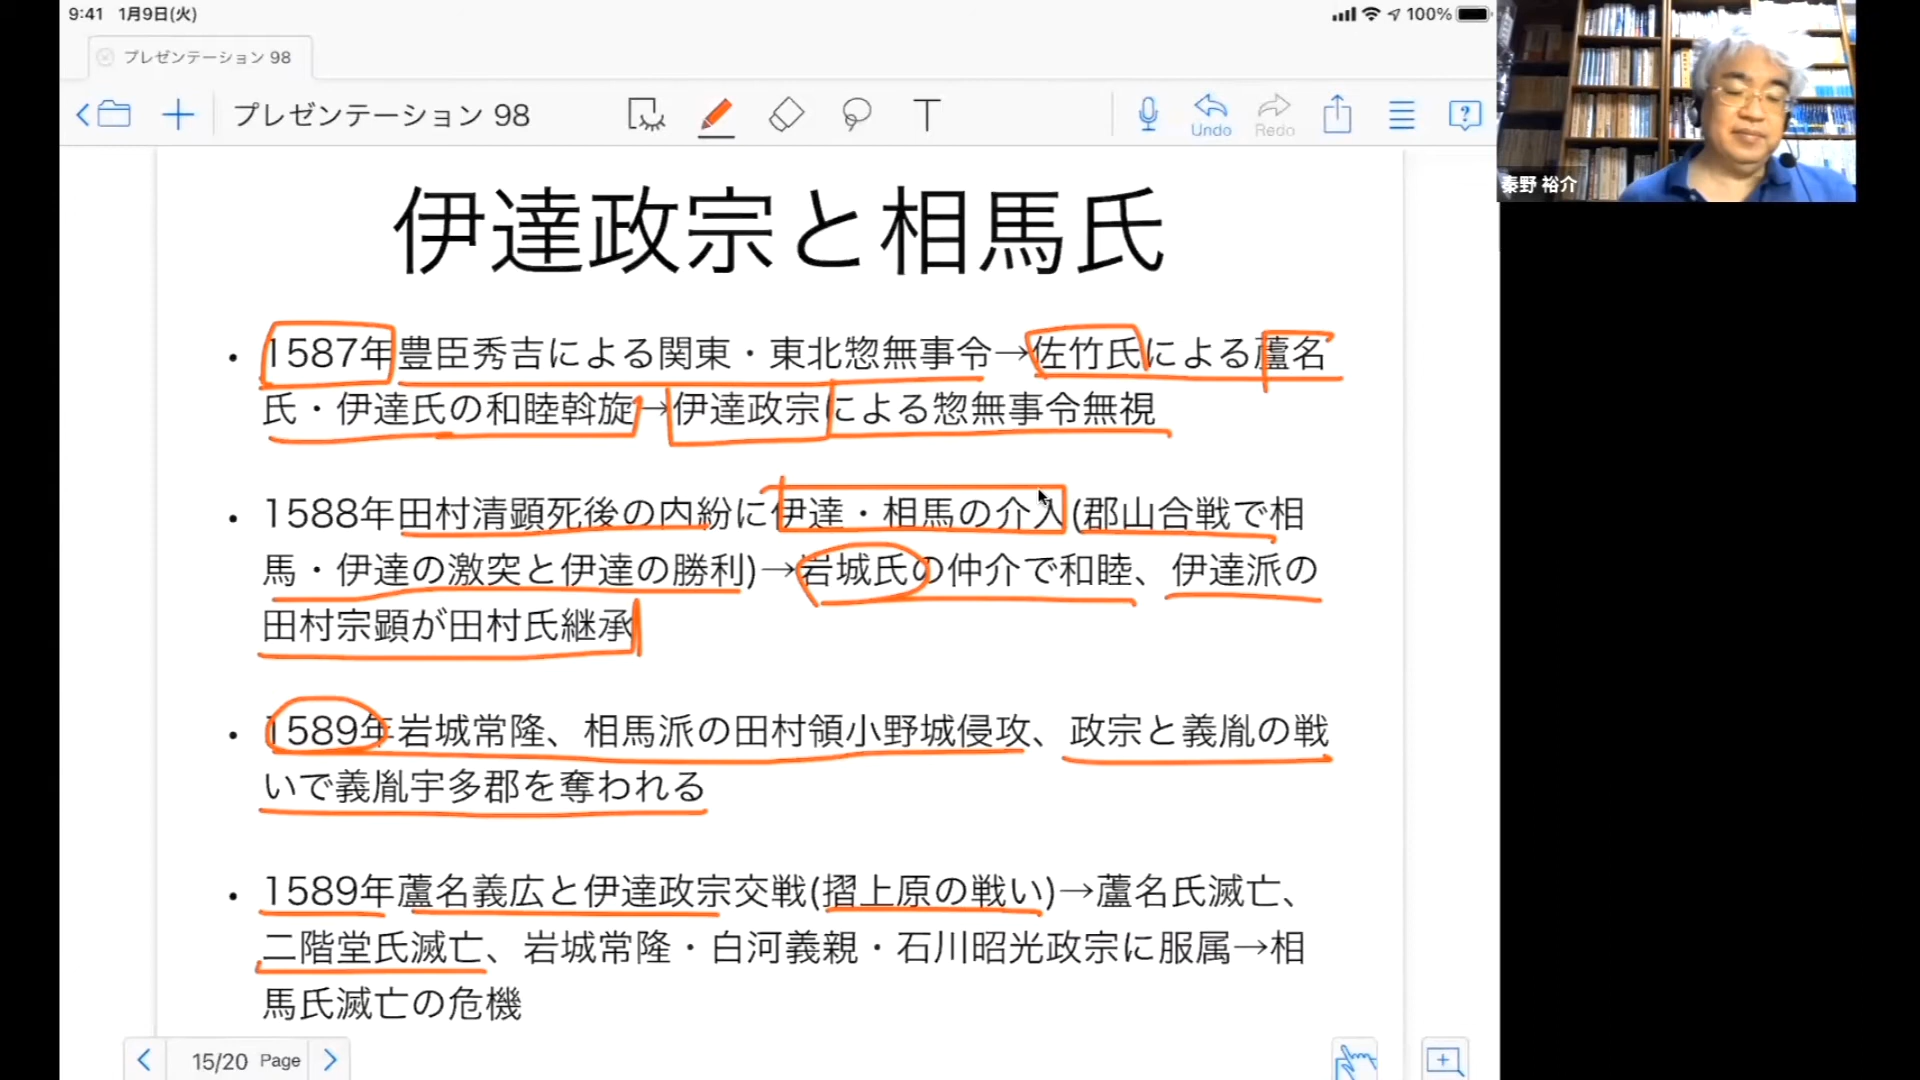 9:41 1月9日(火)
100%
プレゼンテーション 98
プレゼンテーション 98
Undo
Redo
秦野 裕介
伊達政宗と相馬氏
• 1587年豊臣秀吉による関東・東北惣無事令→佐竹氏による蘆名
氏・伊達氏の和睦斡旋→伊達政宗による惣無事令無視
• 1588年田村清顕死後の内紛に伊達・相馬の介入(郡山合戦で相
馬・伊達の激突と伊達の勝利)→岩城氏の仲介で和睦、伊達派の
田村宗顕が田村氏継承
• 1589年岩城常隆、相馬派の田村領小野城侵攻、政宗と義胤の戦
いで義胤宇多郡を奪われる
• 1589年蘆名義広と伊達政宗交戦(摺上原の戦い)→蘆名氏滅亡、
二階堂氏滅亡、岩城常隆・白河義親・石川昭光政宗に服属→相
馬氏滅亡の危機
15/20 Page